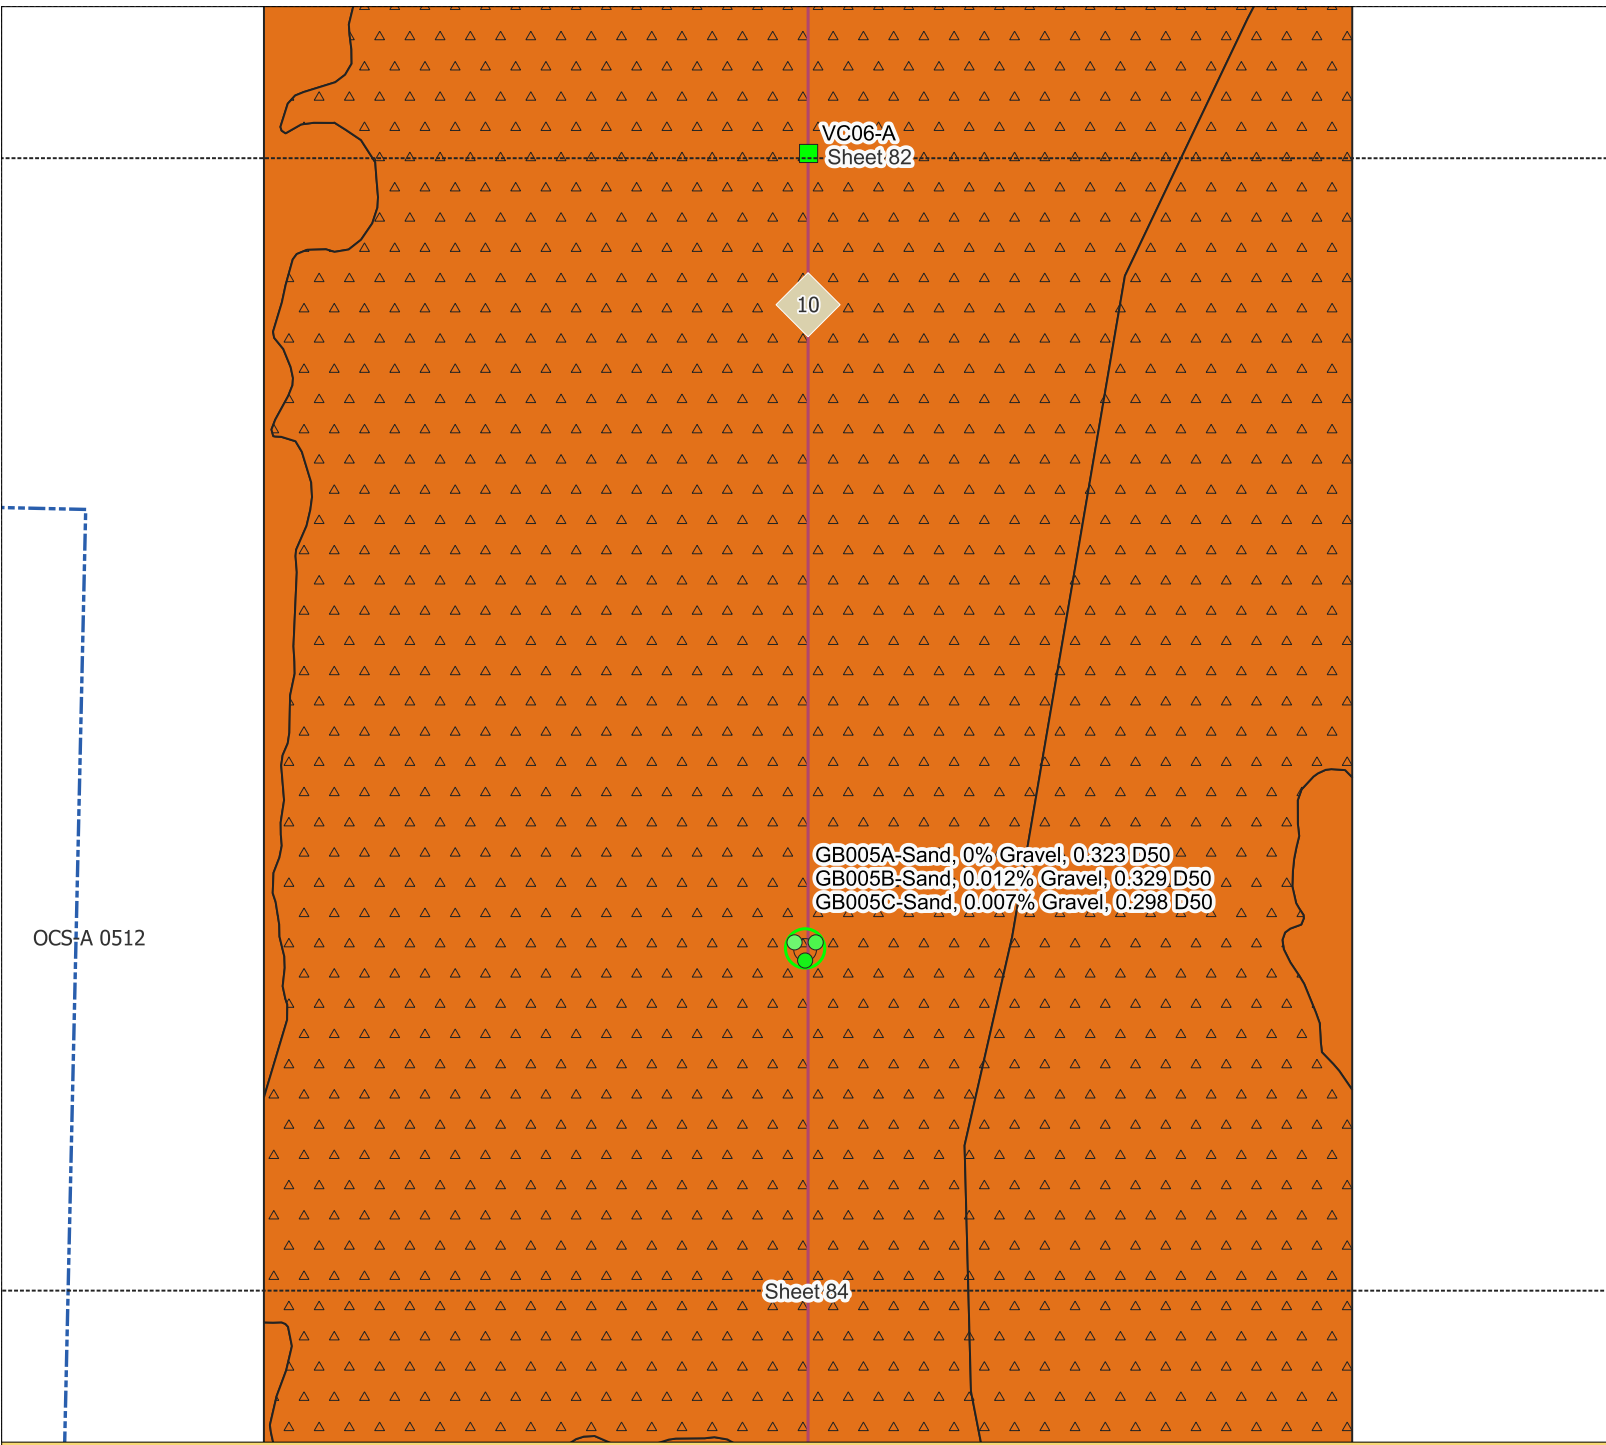 VC06-A
Sheet 82
10
GB005A-Sand, 0% Gravel, 0.323 D50
GB005B-Sand, 0.012% Gravel, 0.329 D50
GB005C-Sand, 0.007% Gravel, 0.298 D50
OCS-A 0512
Sheet 84